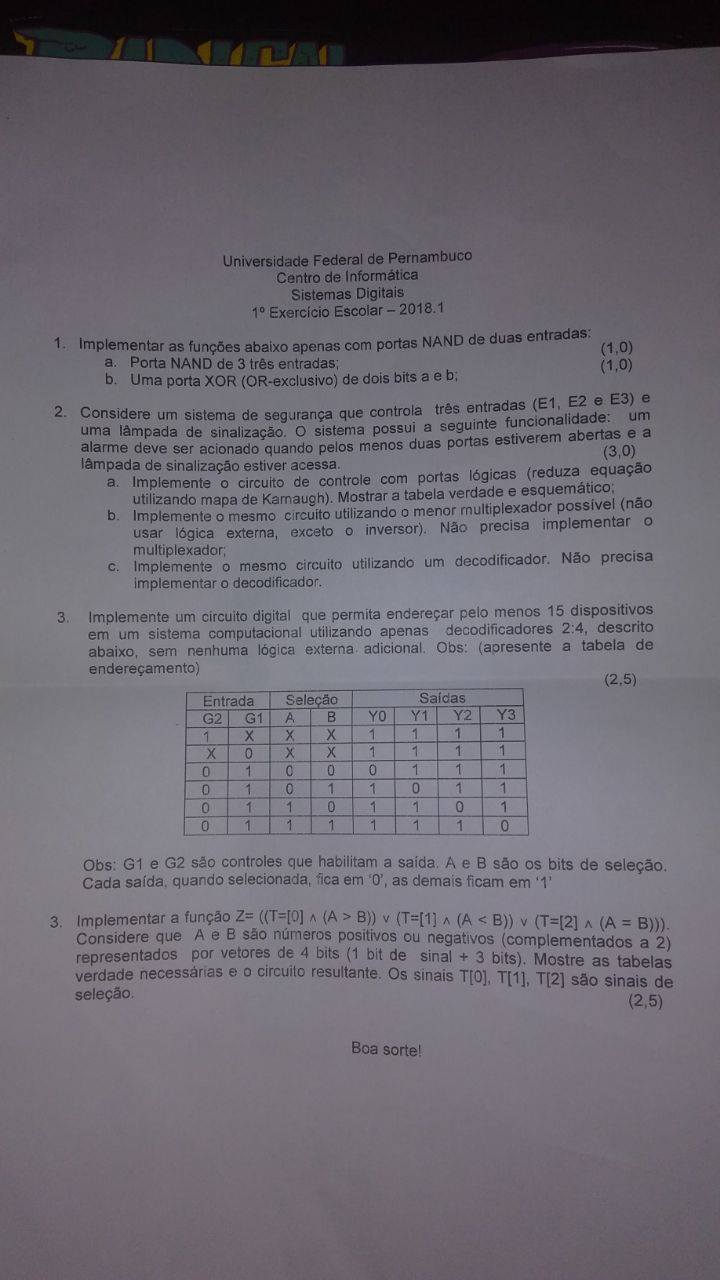 RADICAL
Universidade Federal de Pernambuco
Centro de Informática
Sistemas Digitais
1º Exercício Escolar – 2018.1
1. Implementar as funções abaixo apenas com portas NAND de duas entradas:
a. Porta NAND de 3 três entradas; (1,0)
b. Uma porta XOR (OR-exclusivo) de dois bits a e b; (1,0)
2. Considere um sistema de segurança que controla três entradas (E1, E2 e E3) e
uma lâmpada de sinalização. O sistema possui a seguinte funcionalidade: um
alarme deve ser acionado quando pelos menos duas portas estiverem abertas e a
lâmpada de sinalização estiver acessa. (3,0)
a. Implemente o circuito de controle com portas lógicas (reduza equação
utilizando mapa de Karnaugh). Mostrar a tabela verdade e esquemático;
b. Implemente o mesmo circuito utilizando o menor multiplexador possível (não
usar lógica externa, exceto o inversor). Não precisa implementar o
multiplexador;
c. Implemente o mesmo circuito utilizando um decodificador. Não precisa
implementar o decodificador.
3. Implemente um circuito digital que permita endereçar pelo menos 15 dispositivos
em um sistema computacional utilizando apenas decodificadores 2:4, descrito
abaixo, sem nenhuma lógica externa adicional. Obs: (apresente a tabela de
endereçamento) (2,5)
Entrada Seleção Saídas
G2 G1 A B Y0 Y1 Y2 Y3
1 X X X 1 1 1 1
X 0 X X 1 1 1 1
0 1 0 0 0 1 1 1
0 1 0 1 1 0 1 1
0 1 1 0 1 1 0 1
0 1 1 1 1 1 1 0
Obs: G1 e G2 são controles que habilitam a saída. A e B são os bits de seleção.
Cada saída, quando selecionada, fica em ‘0’, as demais ficam em ‘1’
3. Implementar a função Z= ((T=[0] ∧ (A > B)) ∨ (T=[1] ∧ (A < B)) ∨ (T=[2] ∧ (A = B))).
Considere que A e B são números positivos ou negativos (complementados a 2)
representados por vetores de 4 bits (1 bit de sinal + 3 bits). Mostre as tabelas
verdade necessárias e o circuito resultante. Os sinais T[0], T[1], T[2] são sinais de
seleção. (2,5)
Boa sorte!